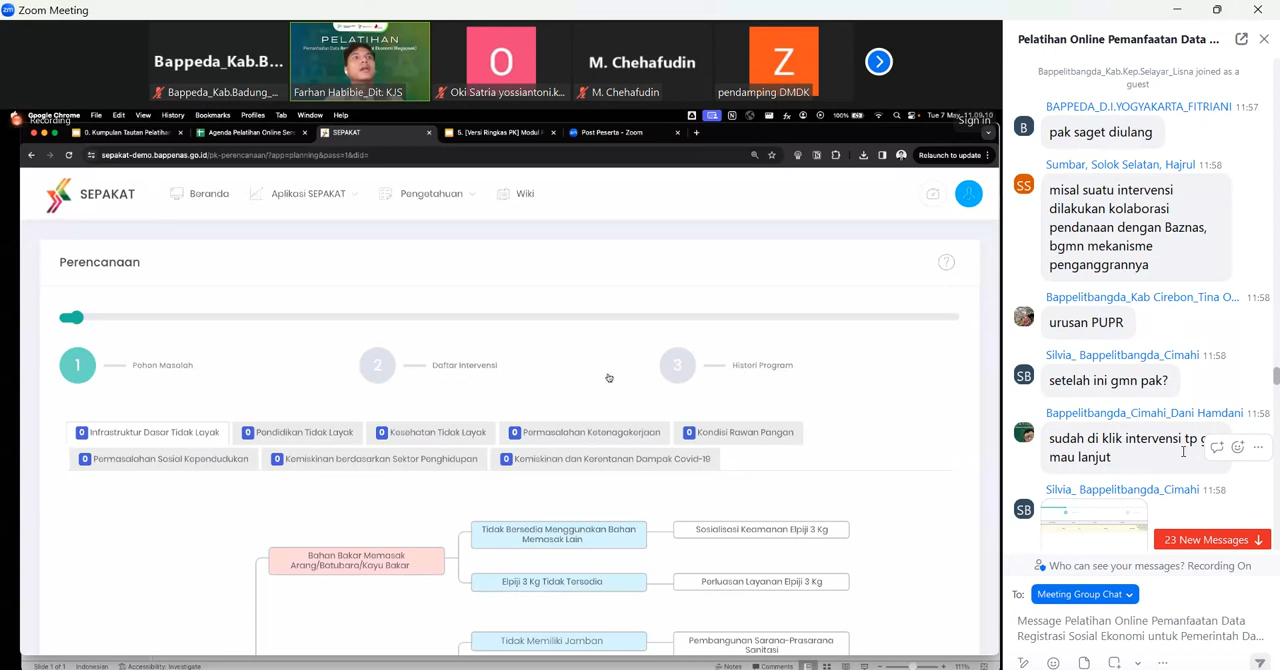 Zoom Meeting
Bappeda_Kab.B...
Bappeda_Kab.Badung_...
PELATIHAN
Farhan Habibie_Dit. KJS
O
Oki Satria yossiantoni.k...
M. Chehafudin
M. Chehafudin
Z
pendamping DMDK
Recording
Google Chrome File Edit View History Bookmarks Profiles Tab Window Help
100%
Tue 7 May 11.09.10
Sign in
0. Kumpulan Tautan Pelatihan
Agenda Pelatihan Online Sen
SEPAKAT
5. [Versi Ringkas PK] Modul P
Post Peserta - Zoom
sepakat-demo.bappenas.go.id/pk-perencanaan/?app=planning&pass=1&did=
Relaunch to update
SEPAKAT
Beranda
Aplikasi SEPAKAT
Pengetahuan
Wiki
Perencanaan
1 Pohon Masalah
2 Daftar Intervensi
3 Histori Program
0 Infrastruktur Dasar Tidak Layak
0 Pendidikan Tidak Layak
0 Kesehatan Tidak Layak
0 Permasalahan Ketenagakerjaan
0 Kondisi Rawan Pangan
0 Permasalahan Sosial Kependudukan
0 Kemiskinan berdasarkan Sektor Penghidupan
0 Kemiskinan dan Kerentanan Dampak Covid-19
Bahan Bakar Memasak
Arang/Batubara/Kayu Bakar
Tidak Bersedia Menggunakan Bahan
Memasak Lain
Sosialisasi Keamanan Elpiji 3 Kg
Elpiji 3 Kg Tidak Tersedia
Perluasan Layanan Elpiji 3 Kg
Tidak Memiliki Jamban
Pembangunan Sarana-Prasarana
Sanitasi
Slide 1 of 1
Indonesian
Accessibility: Investigate
Notes
Comments
111%
Pelatihan Online Pemanfaatan Data ...
Bappelitbangda_Kab.Kep.Selayar_Lisna joined as a
guest
BAPPEDA_D.I.YOGYAKARTA_FITRIANI 11:57
B
pak saget diulang
Sumbar, Solok Selatan, Hajrul 11:58
SS
misal suatu intervensi
dilakukan kolaborasi
pendanaan dengan Baznas,
bgmn mekanisme
penganggrannya
Bappelitbangda_Kab Cirebon_Tina O... 11:58
urusan PUPR
Silvia_ Bappelitbangda_Cimahi 11:58
SB
setelah ini gmn pak?
Bappelitbangda_Cimahi_Dani Hamdani 11:58
sudah di klik intervensi tp g
mau lanjut
Silvia_ Bappelitbangda_Cimahi 11:58
SB
23 New Messages
Who can see your messages? Recording On
To: Meeting Group Chat
Message Pelatihan Online Pemanfaatan Data
Registrasi Sosial Ekonomi untuk Pemerintah Da...